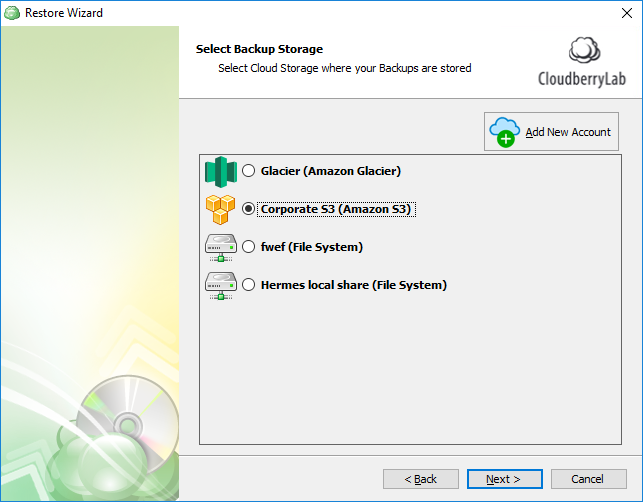 Restore Wizard
Select Backup Storage
Select Cloud Storage where your Backups are stored
CloudberryLab
Add New Account
Glacier (Amazon Glacier)
Corporate S3 (Amazon S3)
fwef (File System)
Hermes local share (File System)
< Back
Next >
Cancel